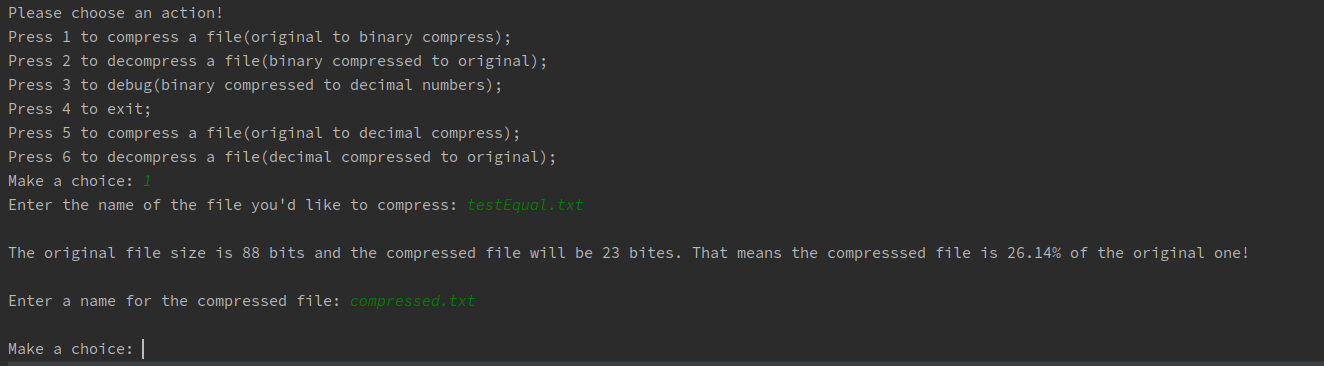 Please choose an action!
Press 1 to compress a file(original to binary compress);
Press 2 to decompress a file(binary compressed to original);
Press 3 to debug(binary compressed to decimal numbers);
Press 4 to exit;
Press 5 to compress a file(original to decimal compress);
Press 6 to decompress a file(decimal compressed to original);
Make a choice: 1
Enter the name of the file you'd like to compress: testEqual.txt
The original file size is 88 bits and the compressed file will be 23 bites. That means the compresssed file is 26.14% of the original one!
Enter a name for the compressed file: compressed.txt
Make a choice: